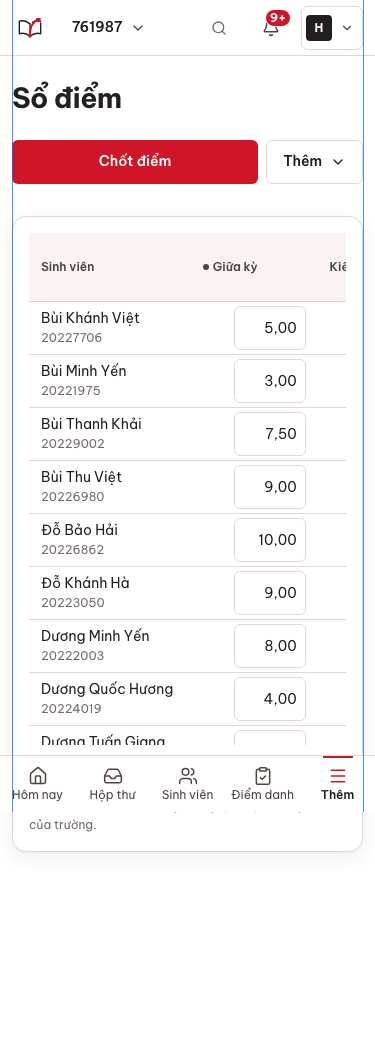 761987
9+
H
Sổ điểm
Chốt điểm
Thêm
Sinh viên
Giữa kỳ
Bùi Khánh Việt
5,00
20227706
Bùi Minh Yến
3,00
20221975
Bùi Thanh Khải
7,50
20229002
Bùi Thu Việt
9,00
20226980
Đỗ Bảo Hải
10,00
20226862
Đỗ Khánh Hà
9,00
20223050
Dương Minh Yến
8,00
20222003
Dương Quốc Hương
4,00
20224019
Dương Tuấn Giang
Hôm nay
Hộp thư
Sinh viên
Điểm danh
Thêm
của trường.